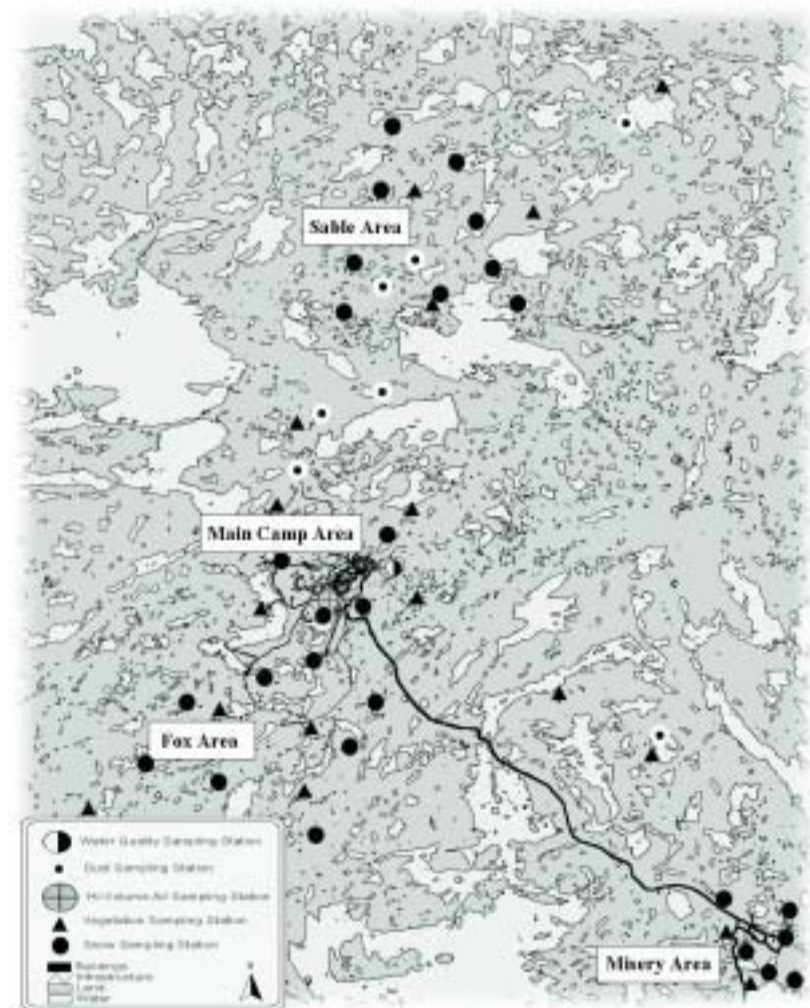 Sable Area
Main Camp Area
Fox Area
Misery Area
Water Quality Sampling Station
Dust Sampling Station
Hi-Volume Air Sampling Station
Vegetation Sampling Station
Snow Sampling Station
Buildings
Infrastructure
Land
Water